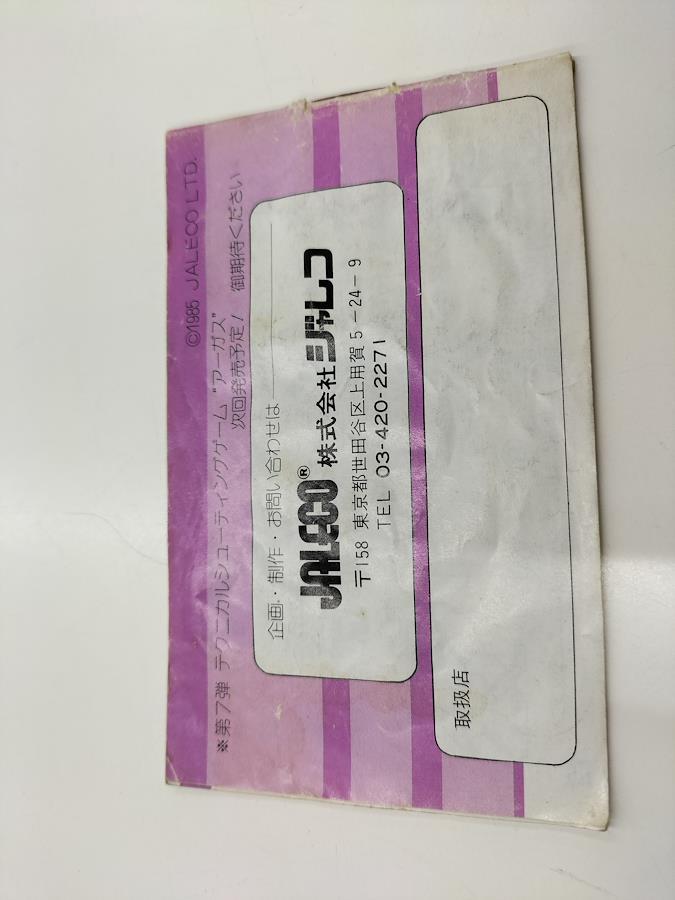 ©1985 JALECO LTD.
※第7弾 テクニカルシューティングゲーム "アーガス"
次回発売予定! 御期待ください
企画・制作・お問い合わせは
JALECO® 株式会社 ジャレコ
〒158 東京都世田谷区上用賀5-24-9
TEL 03-420-2271
取扱店